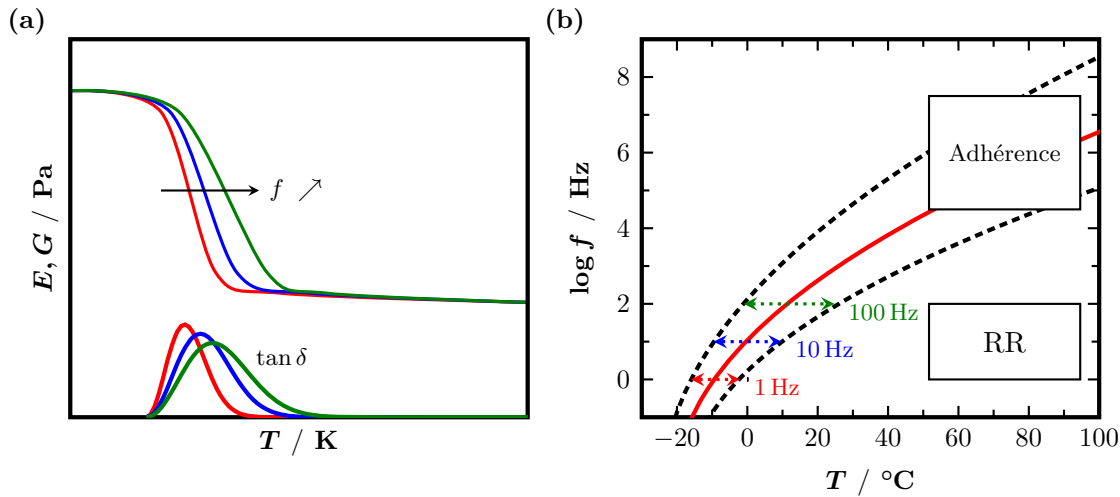 (a)
E, G / Pa
f ↗
tan δ
T / K
(b)
log f / Hz
8
6
4
2
0
Adhérence
RR
100 Hz
10 Hz
1 Hz
−20 0 20 40 60 80 100
T / °C